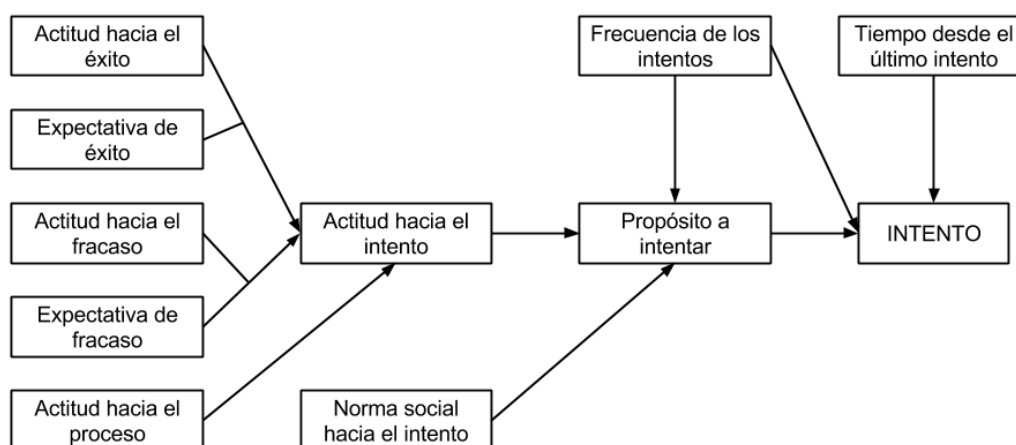 Actitud hacia el
éxito
Expectativa de
éxito
Actitud hacia el
fracaso
Expectativa de
fracaso
Actitud hacia el
proceso
Actitud hacia el
intento
Norma social
hacia el intento
Frecuencia de los
intentos
Propósito a
intentar
Tiempo desde el
último intento
INTENTO